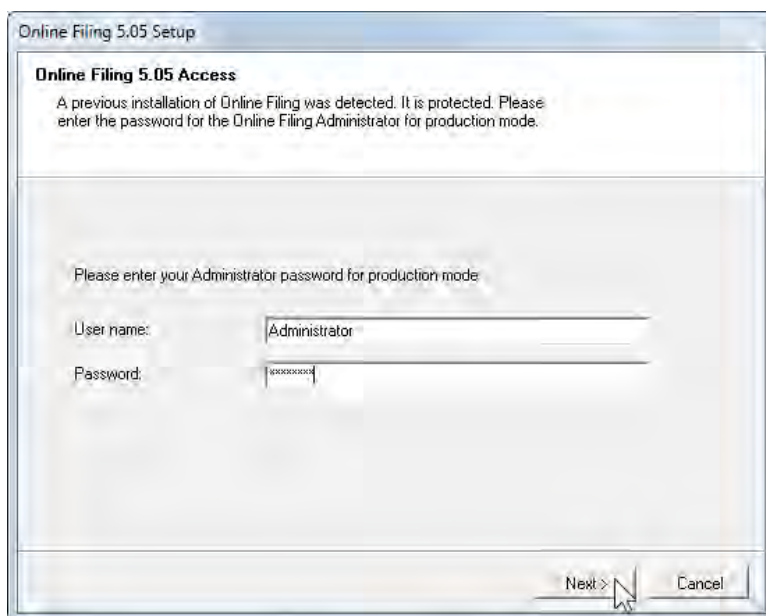 Online Filing 5.05 Setup
Online Filing 5.05 Access
A previous installation of Online Filing was detected. It is protected. Please
enter the password for the Online Filing Administrator for production mode.
Please enter your Administrator password for production mode
User name: Administrator
Password: ********
Next > Cancel